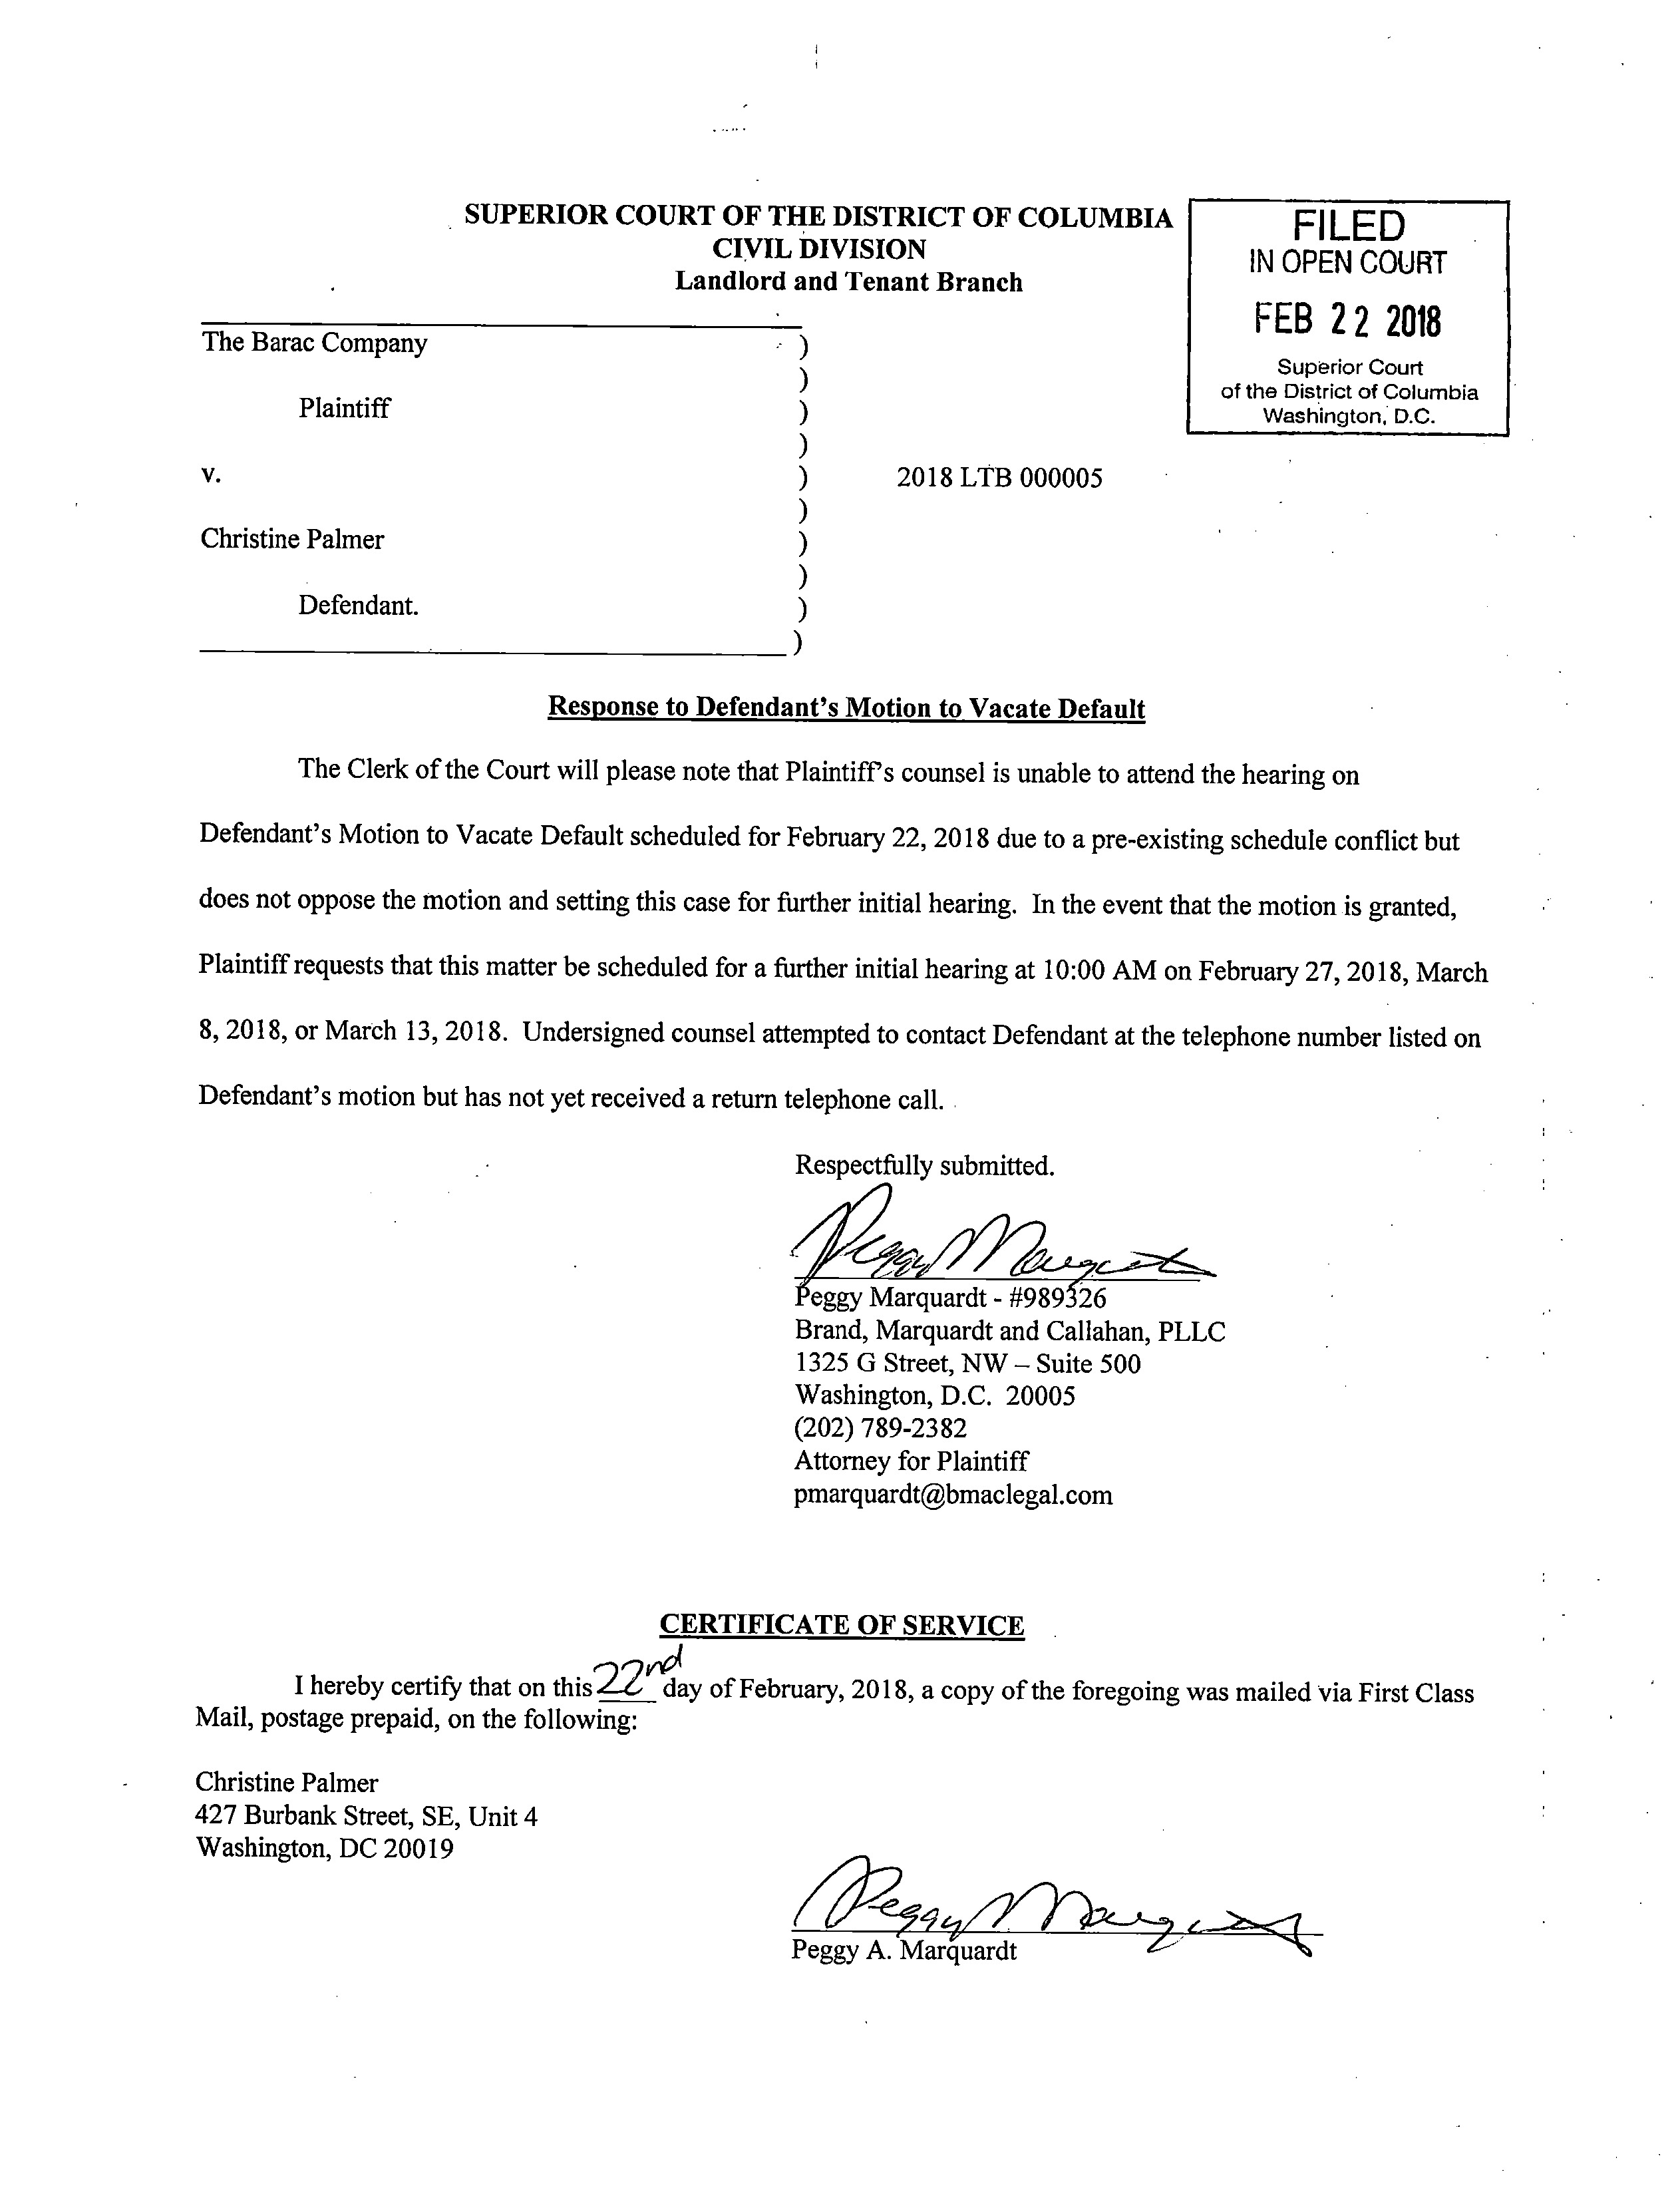 SUPERIOR COURT OF THE DISTRICT OF COLUMBIA
CIVIL DIVISION
Landlord and Tenant Branch
FILED
IN OPEN COURT
FEB 22 2018
Superior Court
of the District of Columbia
Washington, D.C.
The Barac Company )
)
Plaintiff )
)
v. ) 2018 LTB 000005
)
Christine Palmer )
)
Defendant. )
)
Response to Defendant's Motion to Vacate Default
The Clerk of the Court will please note that Plaintiff's counsel is unable to attend the hearing on
Defendant's Motion to Vacate Default scheduled for February 22, 2018 due to a pre-existing schedule conflict but
does not oppose the motion and setting this case for further initial hearing. In the event that the motion is granted,
Plaintiff requests that this matter be scheduled for a further initial hearing at 10:00 AM on February 27, 2018, March
8, 2018, or March 13, 2018. Undersigned counsel attempted to contact Defendant at the telephone number listed on
Defendant's motion but has not yet received a return telephone call.
Respectfully submitted.
Peggy Marquardt
Peggy Marquardt - #989326
Brand, Marquardt and Callahan, PLLC
1325 G Street, NW – Suite 500
Washington, D.C. 20005
(202) 789-2382
Attorney for Plaintiff
pmarquardt@bmaclegal.com
CERTIFICATE OF SERVICE
I hereby certify that on this 22nd day of February, 2018, a copy of the foregoing was mailed via First Class
Mail, postage prepaid, on the following:
Christine Palmer
427 Burbank Street, SE, Unit 4
Washington, DC 20019
Peggy Marquardt
Peggy A. Marquardt